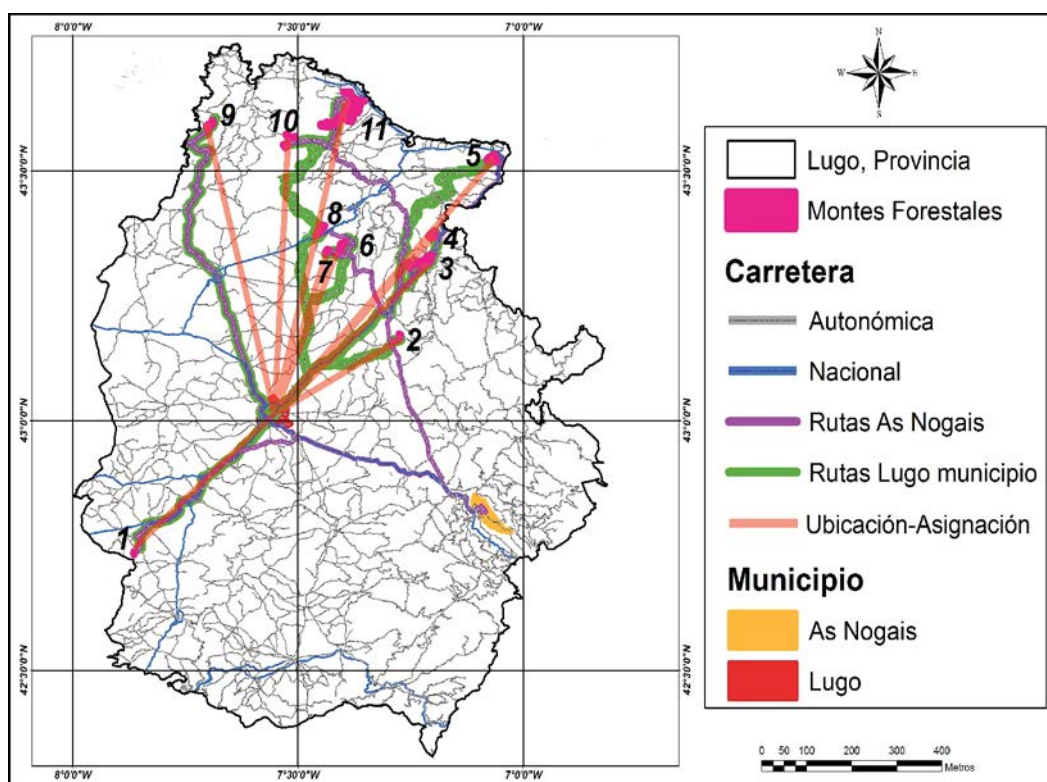 8°0'0"W 7°30'0"W 7°0'0"W
43°30'0"N 43°30'0"N
43°0'0"N 43°0'0"N
42°30'0"N 42°30'0"N
8°0'0"W 7°30'0"W 7°0'0"W
9
10
11
5
8
4
6
7
3
2
1
N
W E
S
Lugo, Provincia
Montes Forestales
Carretera
Autonómica
Nacional
Rutas As Nogais
Rutas Lugo municipio
Ubicación-Asignación
Municipio
As Nogais
Lugo
0 50 100 200 300 400
Metros